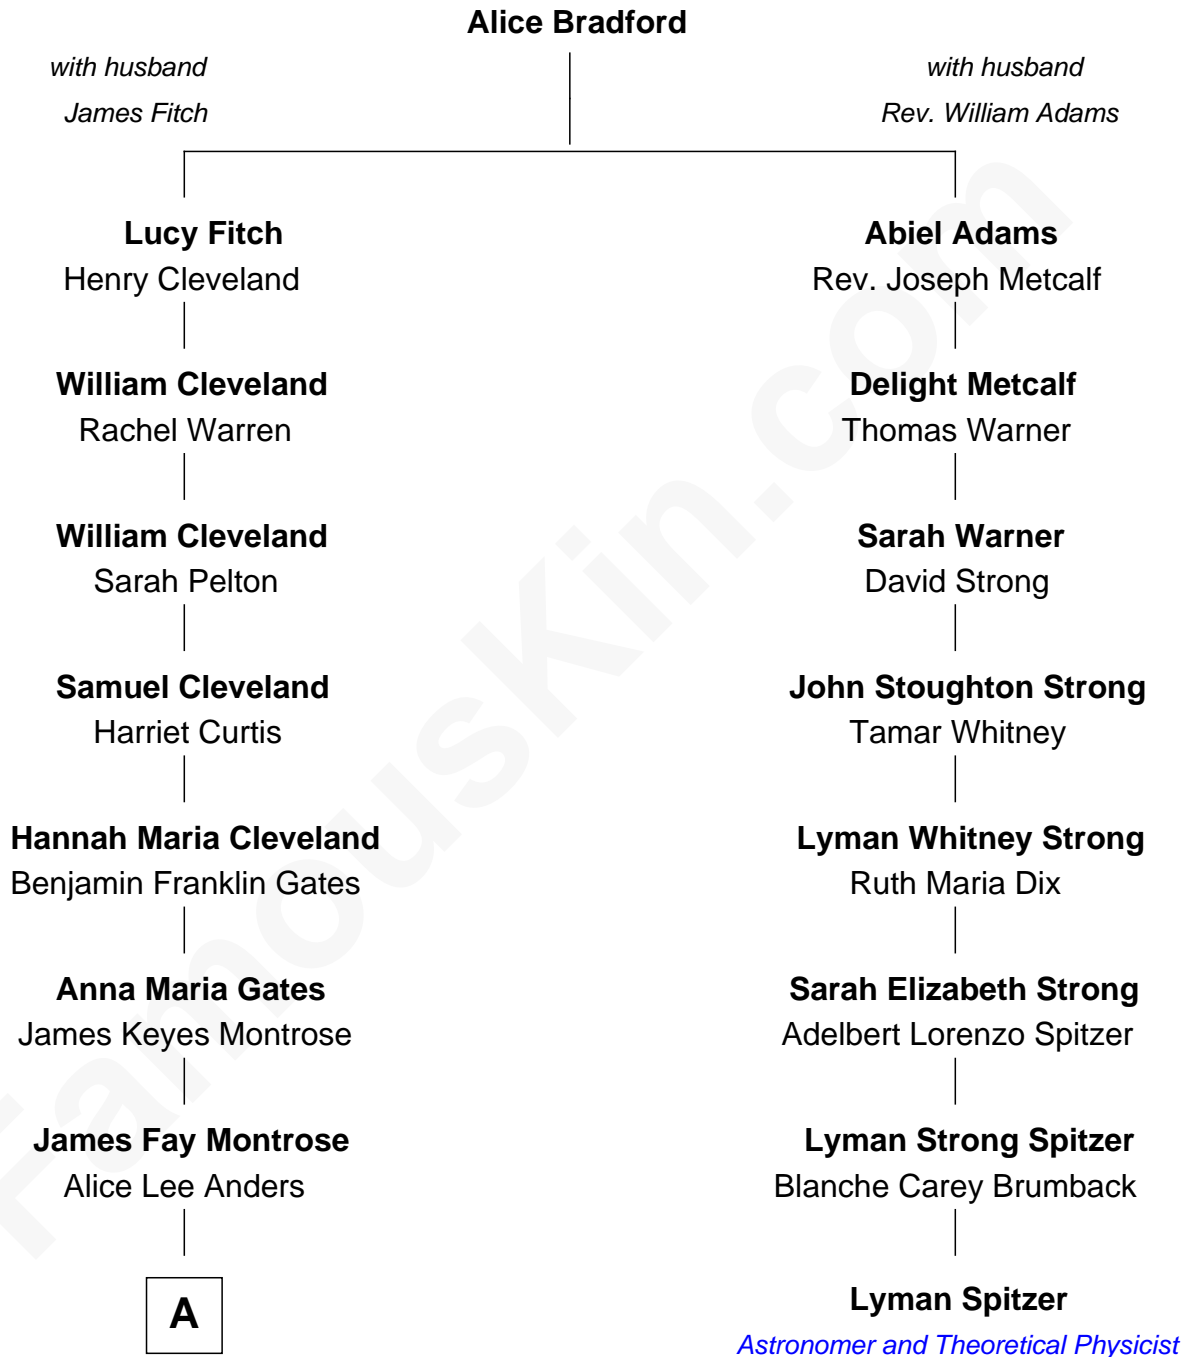 Alice Bradford
with husband
James Fitch
with husband
Rev. William Adams
Lucy Fitch
Henry Cleveland
Abiel Adams
Rev. Joseph Metcalf
William Cleveland
Rachel Warren
Delight Metcalf
Thomas Warner
William Cleveland
Sarah Pelton
Sarah Warner
David Strong
Samuel Cleveland
Harriet Curtis
John Stoughton Strong
Tamar Whitney
Hannah Maria Cleveland
Benjamin Franklin Gates
Lyman Whitney Strong
Ruth Maria Dix
Anna Maria Gates
James Keyes Montrose
Sarah Elizabeth Strong
Adelbert Lorenzo Spitzer
James Fay Montrose
Alice Lee Anders
Lyman Strong Spitzer
Blanche Carey Brumback
A
Lyman Spitzer
Astronomer and Theoretical Physicist
FamousKin.com